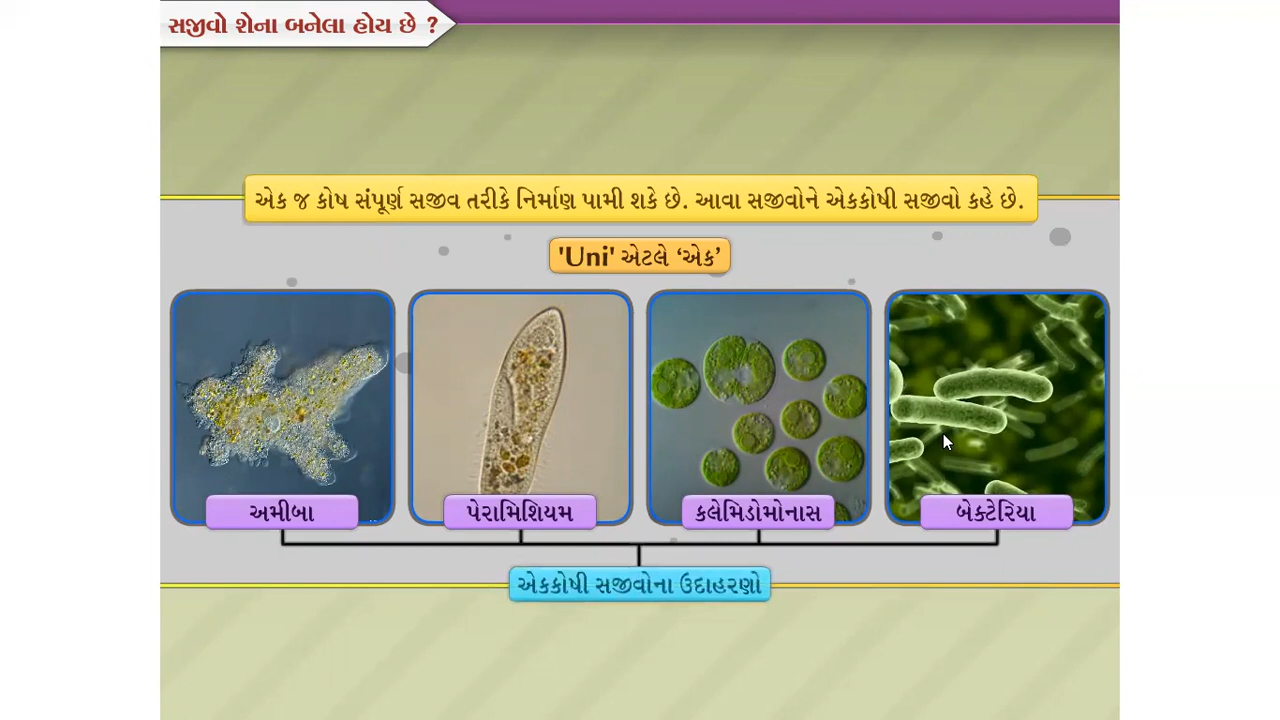 સજીવો શેના બનેલા હોય છે ?
એક જ કોષ સંપૂર્ણ સજીવ તરીકે નિર્માણ પામી શકે છે. આવા સજીવોને એકકોષી સજીવો કહે છે.
'Uni' એટલે ‘એક’
અમીબા
પેરામિશિયમ
કલેમિડોમોનાસ
બેક્ટેરિયા
એકકોષી સજીવોના ઉદાહરણો